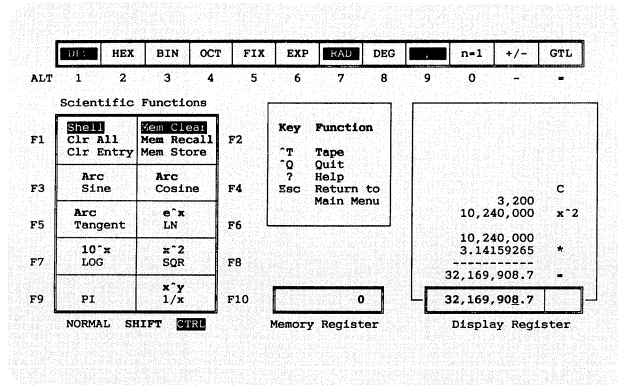 DEC HEX BIN OCT FIX EXP RAD DEG , n=1 +/- GTL
ALT 1 2 3 4 5 6 7 8 9 0 - =
Scientific Functions
F1 Shell Mem Clear F2
Clr All Mem Recall
Clr Entry Mem Store
F3 Arc Arc F4
Sine Cosine
F5 Arc e^x F6
Tangent LN
F7 10^x x^2 F8
LOG SQR
F9 x^y F10
PI 1/x
NORMAL SHIFT CTRL
Key Function
^T Tape
^Q Quit
? Help
Esc Return to
Main Menu
0
Memory Register
C
3,200
10,240,000 x^2
10,240,000
3.14159265 *
-----------
32,169,908.7 =
32,169,908.7
Display Register